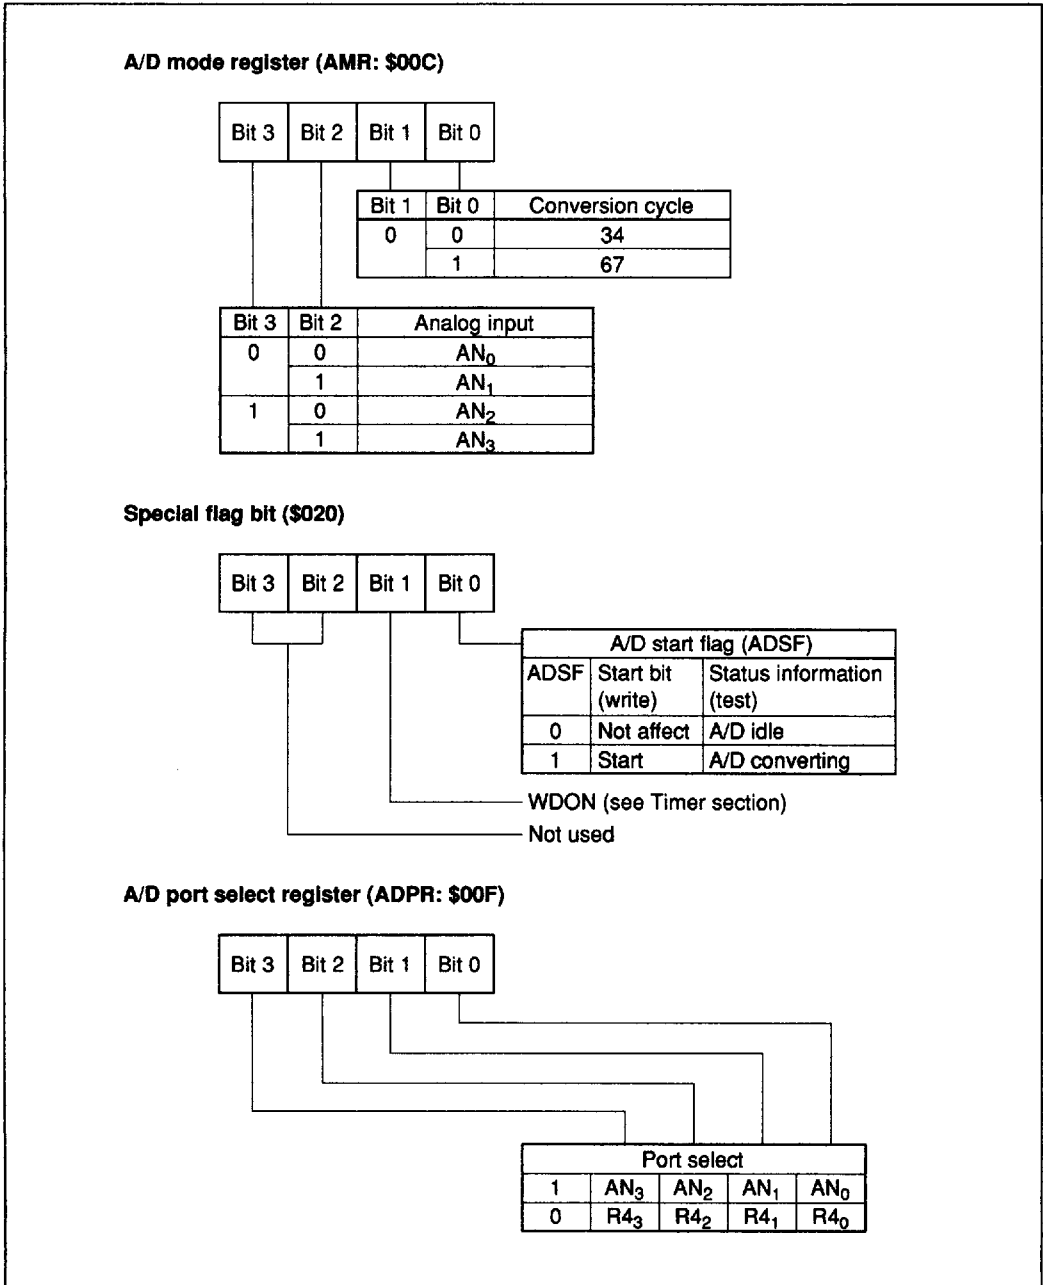 A/D mode register (AMR: $00C)
Bit 3 Bit 2 Bit 1 Bit 0
Bit 1 Bit 0 Conversion cycle
0 0 34
1 67
Bit 3 Bit 2 Analog input
0 0 AN₀
1 AN₁
1 0 AN₂
1 AN₃
Special flag bit ($020)
Bit 3 Bit 2 Bit 1 Bit 0
A/D start flag (ADSF)
ADSF Start bit Status information
(write) (test)
0 Not affect A/D idle
1 Start A/D converting
WDON (see Timer section)
Not used
A/D port select register (ADPR: $00F)
Bit 3 Bit 2 Bit 1 Bit 0
Port select
1 AN₃ AN₂ AN₁ AN₀
0 R4₃ R4₂ R4₁ R4₀